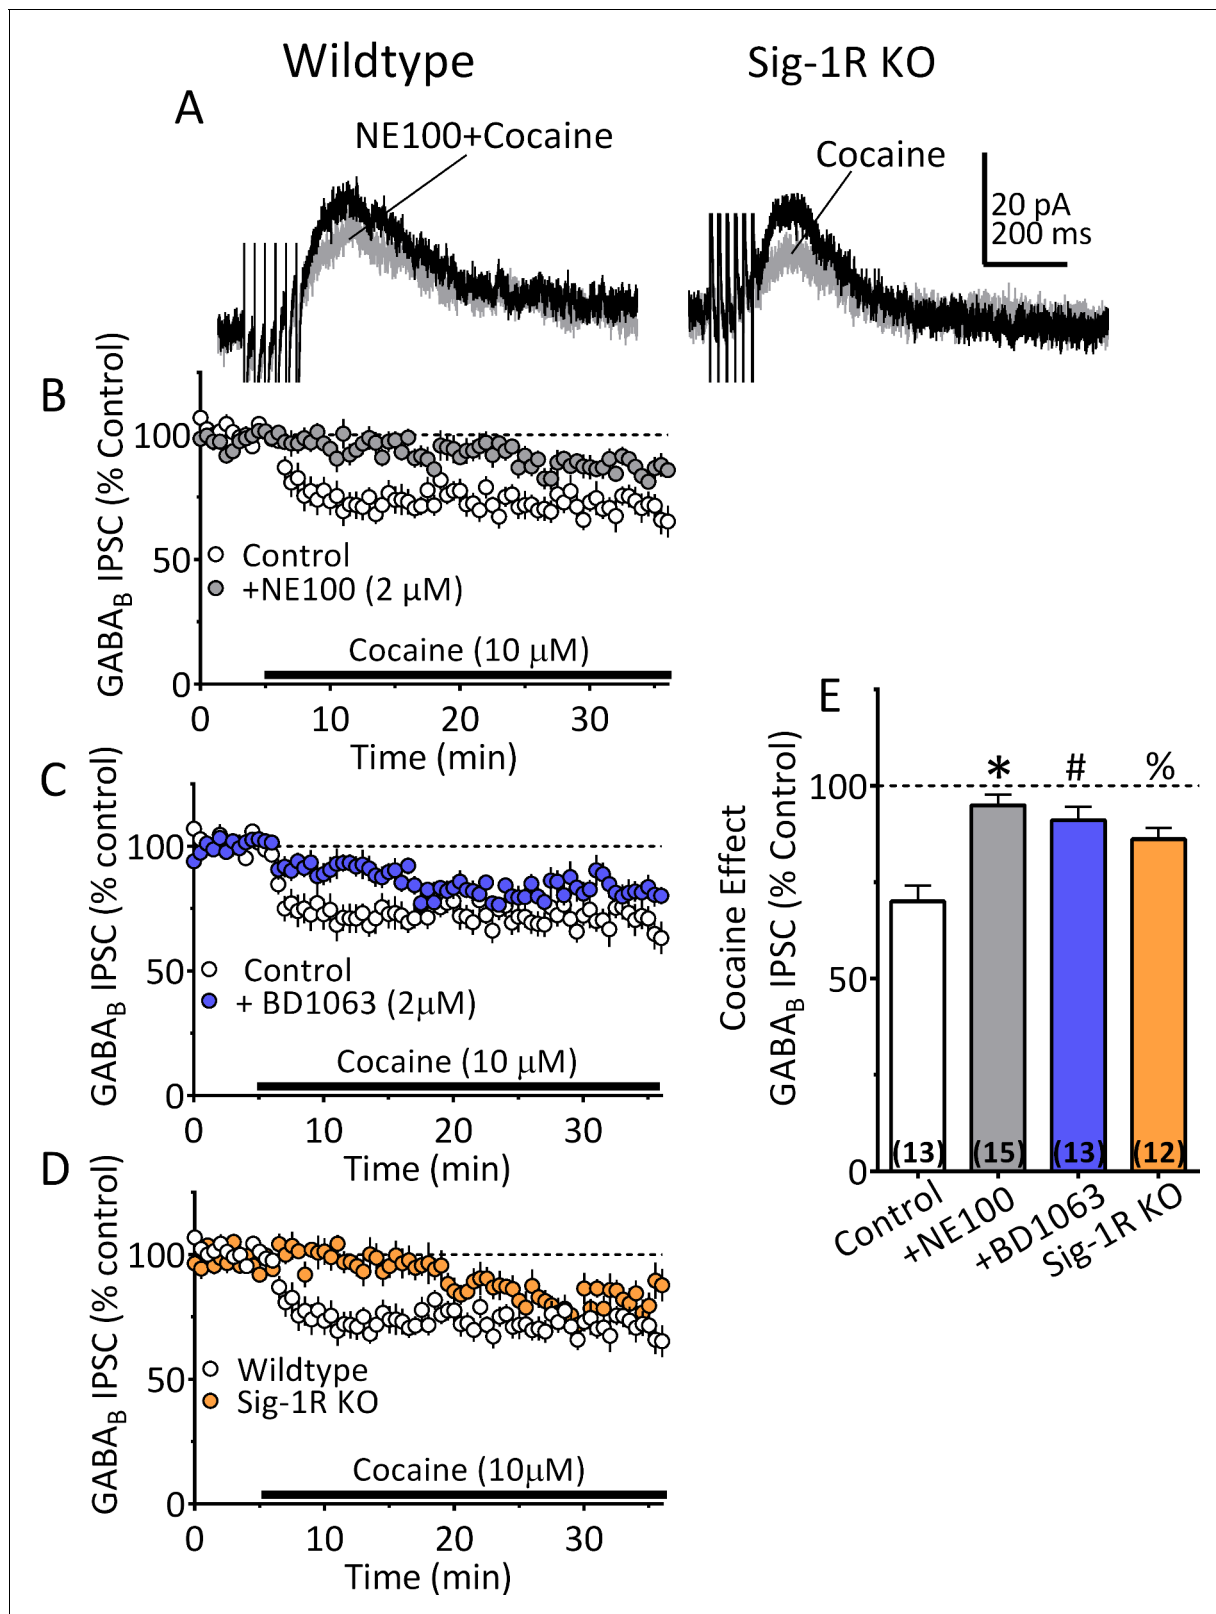 Wildtype
Sig-1R KO
A
NE100+Cocaine
Cocaine
20 pA
200 ms
B
GABA_B IPSC (% Control)
100
50
0
Control
+NE100 (2 μM)
Cocaine (10 μM)
0 10 20 30
Time (min)
C
GABA_B IPSC (% control)
100
50
0
Control
+ BD1063 (2μM)
Cocaine (10 μM)
0 10 20 30
Time (min)
D
GABA_B IPSC (% control)
100
50
0
Wildtype
Sig-1R KO
Cocaine (10μM)
0 10 20 30
Time (min)
E
Cocaine Effect
GABA_B IPSC (% Control)
100
50
0
* # %
(13) (15) (13) (12)
Control
+NE100
+BD1063
Sig-1R KO